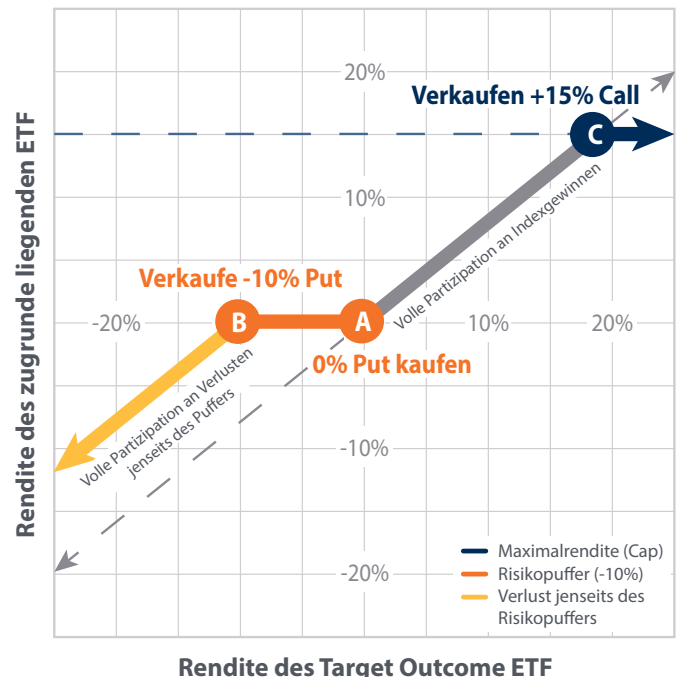 20%
Verkaufen +15% Call
C
10%
Volle Partizipation an Indexgewinnen
Verkaufe -10% Put
-20%
B
A
10%
20%
0% Put kaufen
Volle Partizipation an Verlusten
jenseits des Puffers
-10%
-20%
Maximalrendite (Cap)
Risikopuffer (-10%)
Verlust jenseits des
Risikopuffers
Rendite des zugrunde liegenden ETF
Rendite des Target Outcome ETF